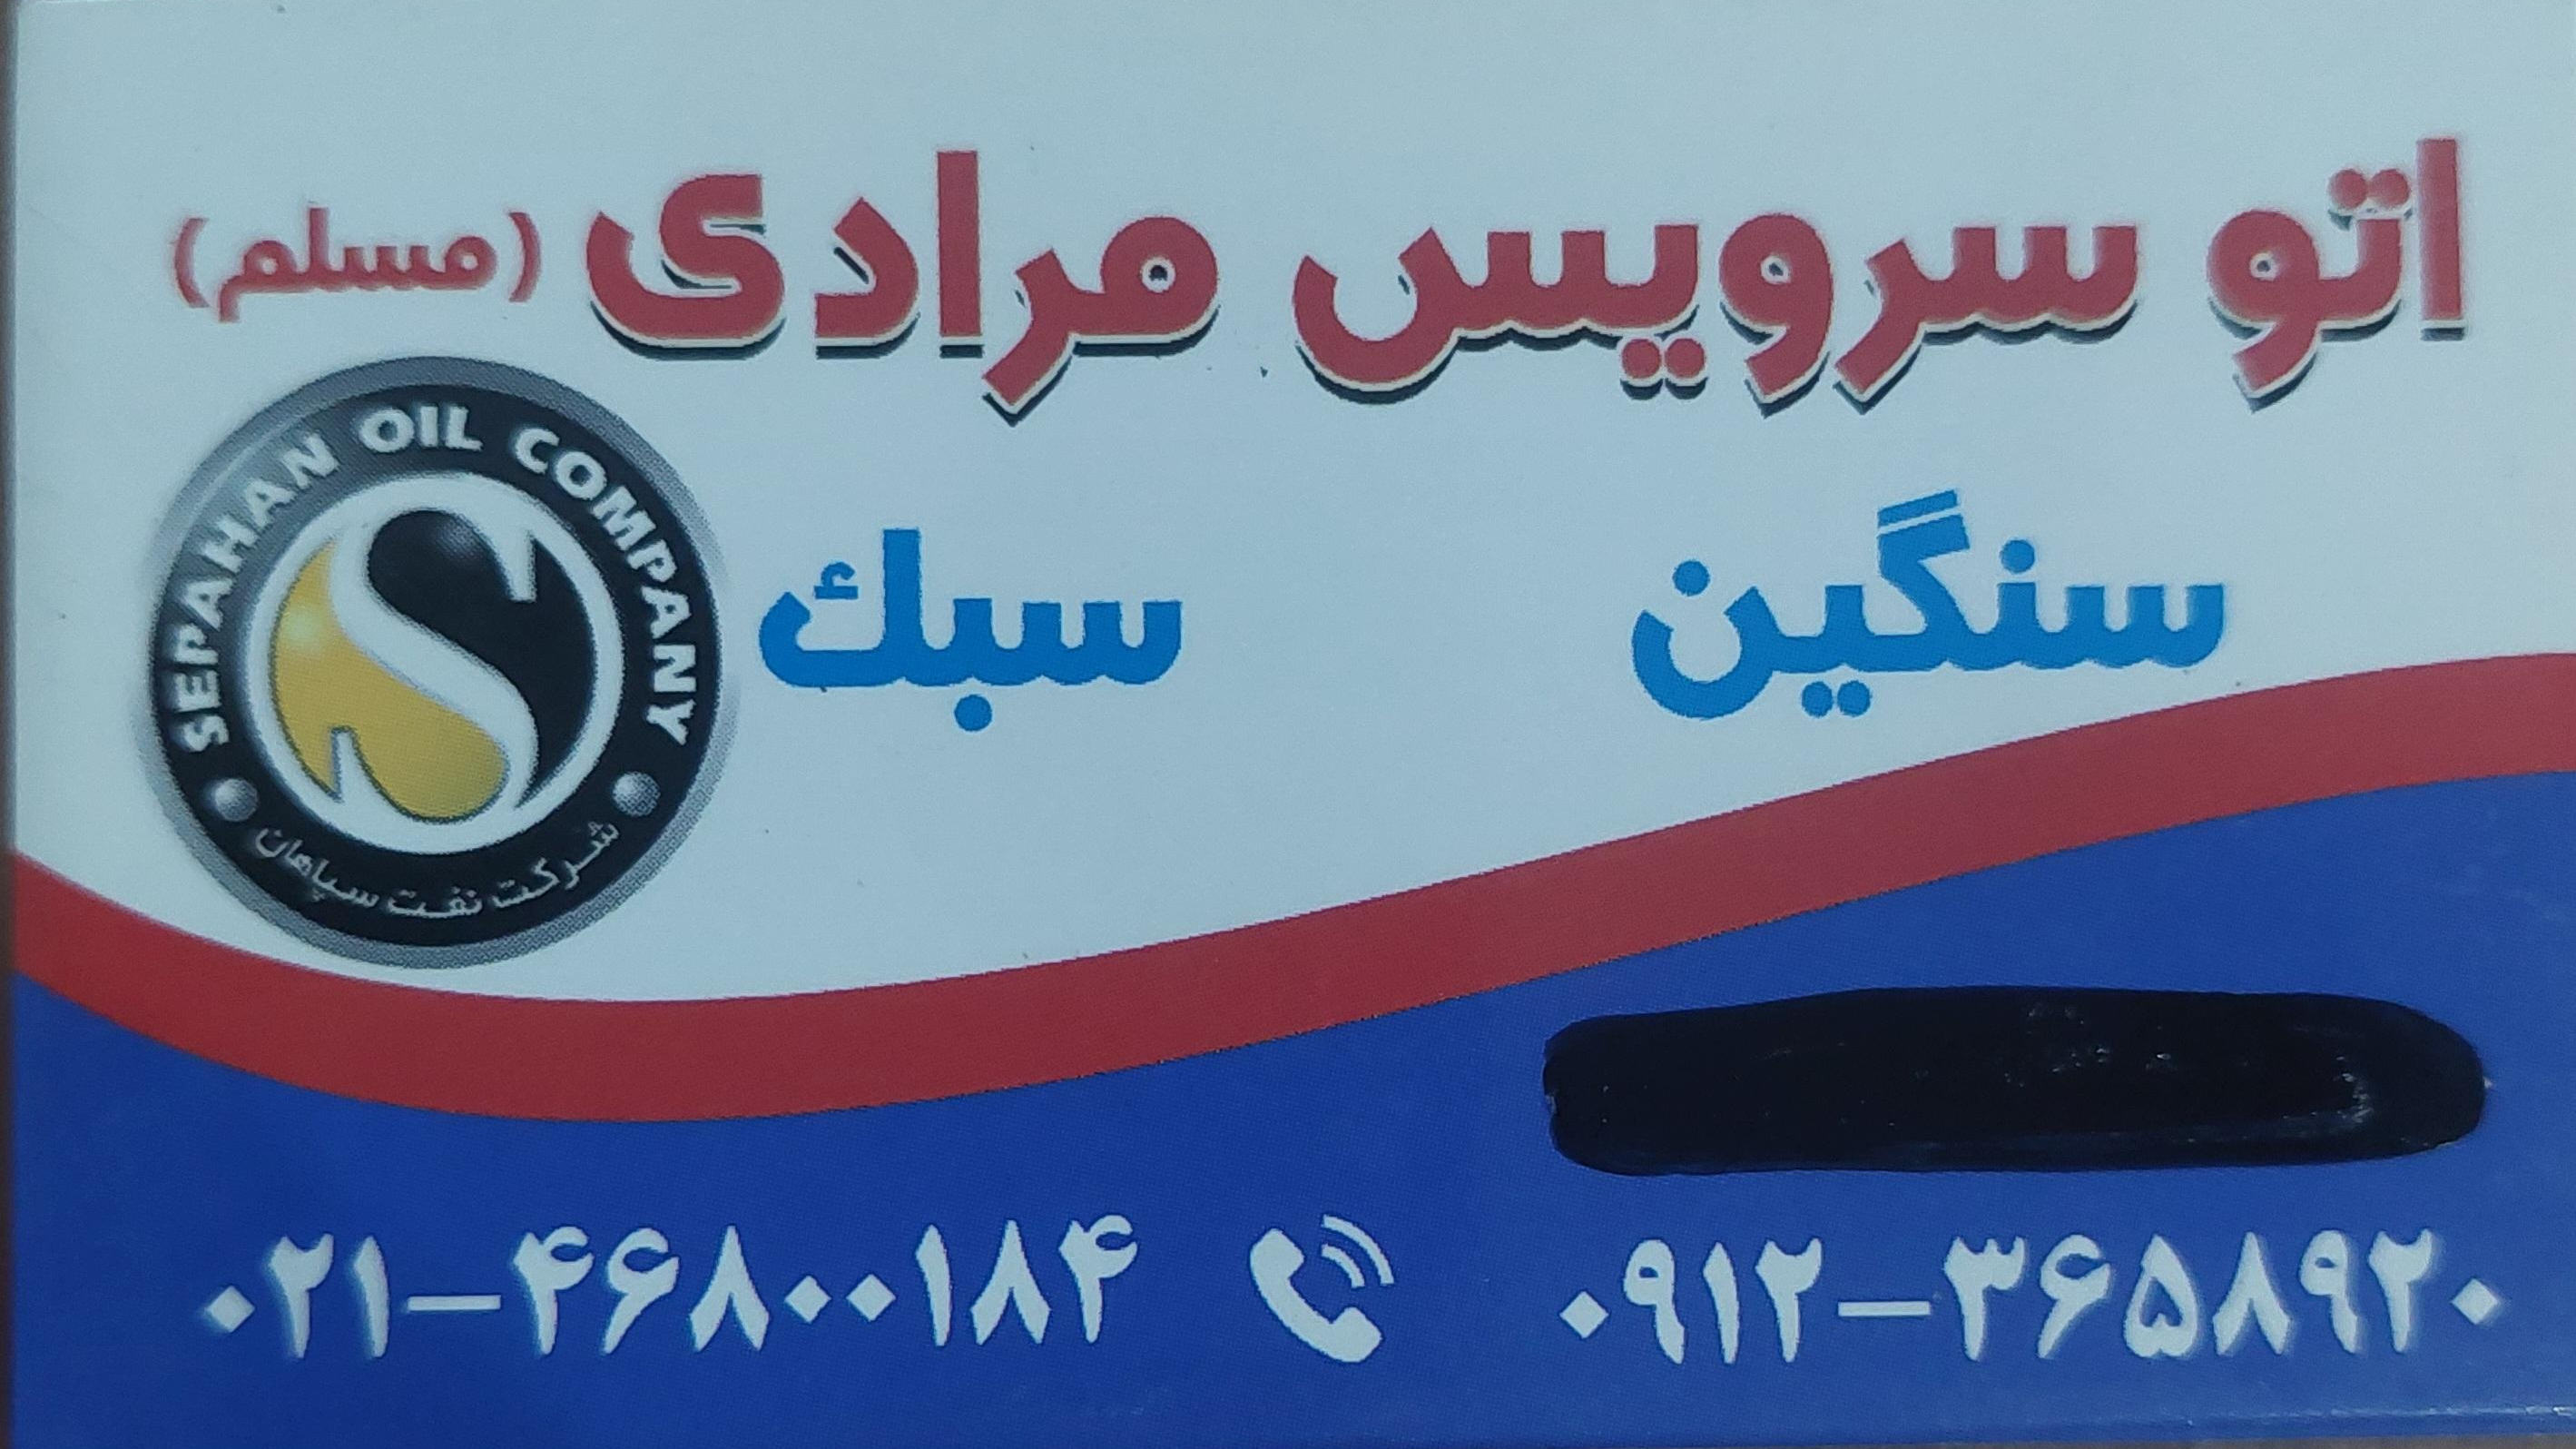 اتو سرویس مرادی (مسلم)
سنگین سبک
SEPAHAN OIL COMPANY
S
شرکت نفت سپاهان
۰۹۱۲-۳۶۵۸۹۲۰
۰۲۱-۴۶۸۰۰۱۸۴